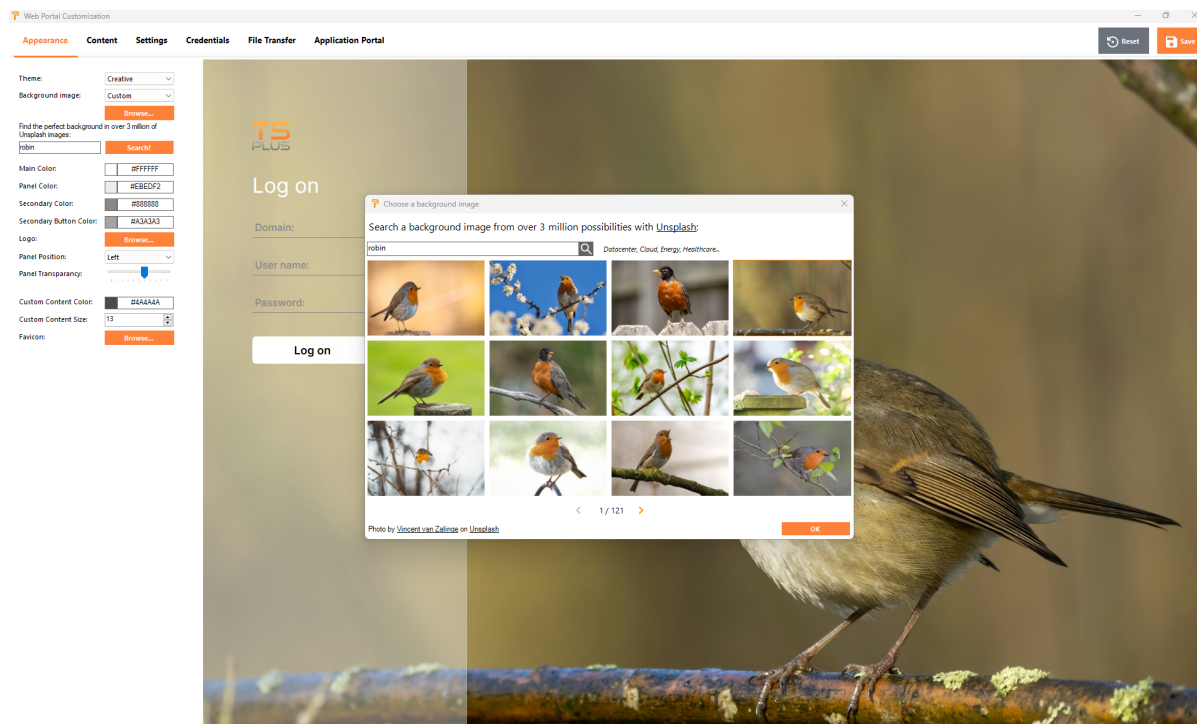 Web Portal Customization
Appearance Content Settings Credentials File Transfer Application Portal
Reset Save
Theme: Creative
Background image: Custom
Browse...
Find the perfect background in over 3 million of
Unsplash images:
robin Search!
Main Color: #FFFFFF
Panel Color: #EBEDF2
Secondary Color: #888888
Secondary Button Color: #A3A3A3
Logo: Browse...
Panel Position: Left
Panel Transparency:
Custom Content Color: #4A4A4A
Custom Content Size: 13
Favicon: Browse...
TS
PLUS
Log on
Domain:
User name:
Password:
Log on
Choose a background image
Search a background image from over 3 million possibilities with Unsplash:
robin Datacenter, Cloud, Energy, Healthcare..
< 1 / 121 >
Photo by Vincent van Zalinge on Unsplash OK